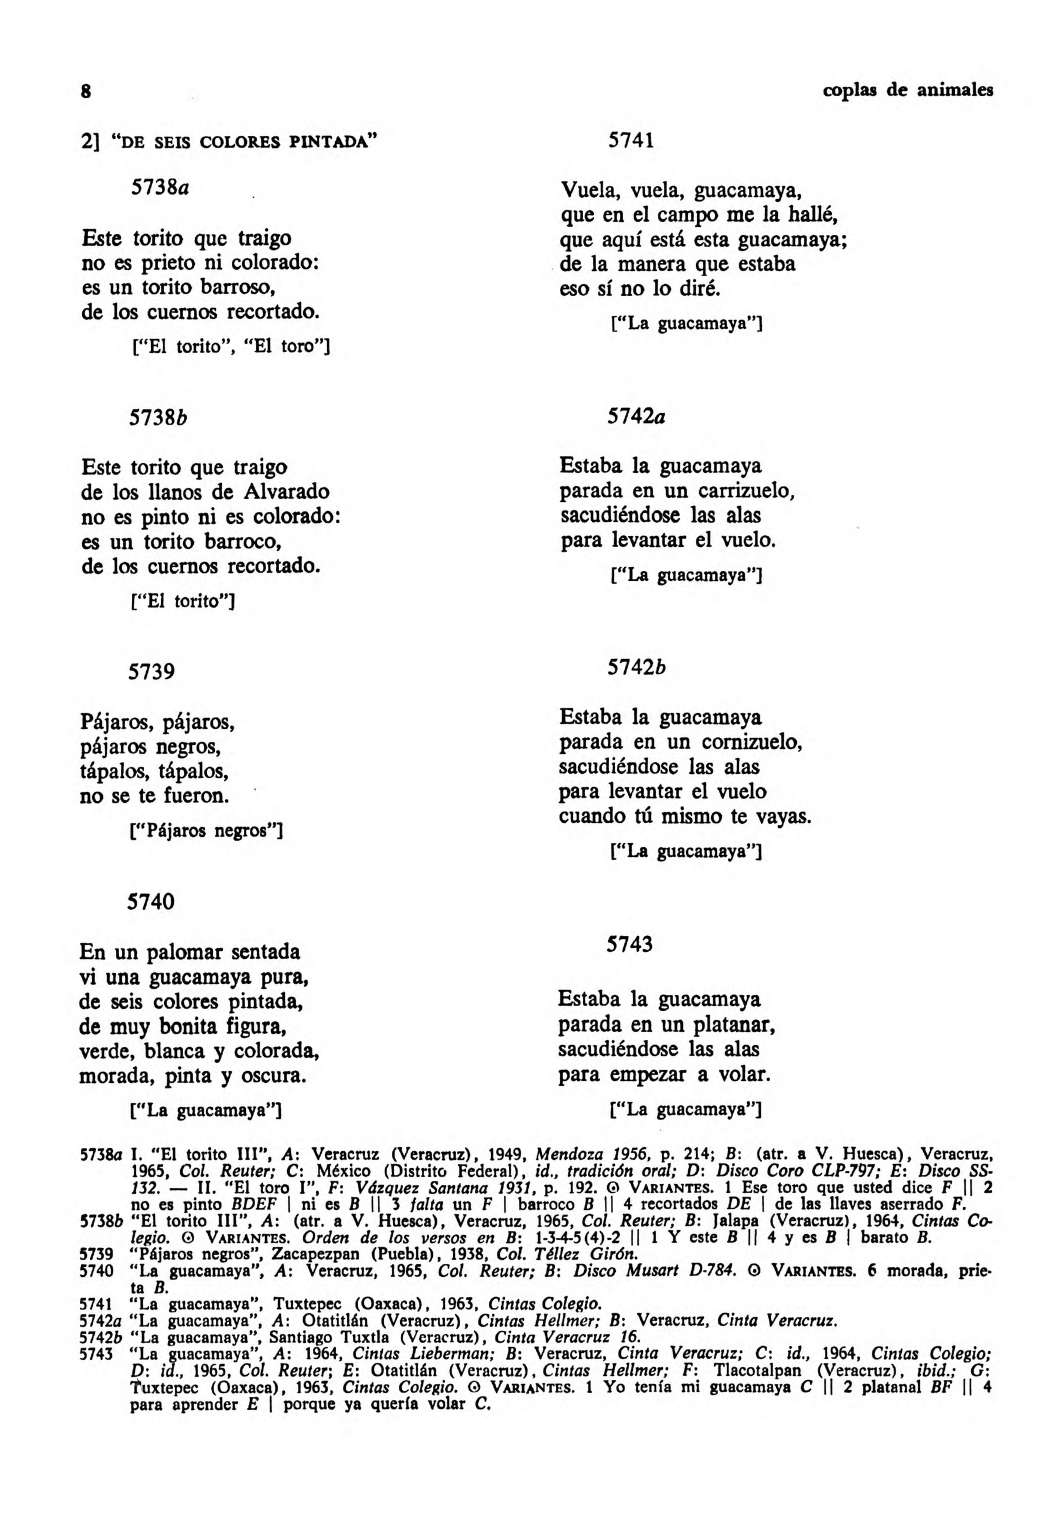 8
coplas de animales
2] “DE SEIS COLORES PINTADA”
5738a
Este torito que traigo
no es prieto ni colorado:
es un torito barroso,
de los cuernos recortado.
[“El torito”, “El toro”]
5738b
Este torito que traigo
de los llanos de Alvarado
no es pinto ni es colorado:
es un torito barroco,
de los cuernos recortado.
[“El torito”]
5739
Pájaros, pájaros,
pájaros negros,
tápalos, tápalos,
no se te fueron.
[“Pájaros negros”]
5740
En un palomar sentada
vi una guacamaya pura,
de seis colores pintada,
de muy bonita figura,
verde, blanca y colorada,
morada, pinta y oscura.
[“La guacamaya”]
5741
Vuela, vuela, guacamaya,
que en el campo me la hallé,
que aquí está esta guacamaya;
de la manera que estaba
eso sí no lo diré.
[“La guacamaya”]
5742a
Estaba la guacamaya
parada en un carrizuelo,
sacudiéndose las alas
para levantar el vuelo.
[“La guacamaya”]
5742b
Estaba la guacamaya
parada en un cornizuelo,
sacudiéndose las alas
para levantar el vuelo
cuando tú mismo te vayas.
[“La guacamaya”]
5743
Estaba la guacamaya
parada en un platanar,
sacudiéndose las alas
para empezar a volar.
[“La guacamaya”]
5738a I. “El torito III”, A: Veracruz (Veracruz), 1949, Mendoza 1956, p. 214; B: (atr. a V. Huesca), Veracruz,
1965, Col. Reuter; C: México (Distrito Federal), id., tradición oral; D: Disco Coro CLP-797; E: Disco SS-
132. — II. “El toro I”, F: Vázquez Santana 1931, p. 192. ⊙ VARIANTES. 1 Ese toro que usted dice F || 2
no es pinto BDEF | ni es B || 3 falta un F | barroco B || 4 recortados DE | de las llaves aserrado F.
5738b “El torito III”, A: (atr. a V. Huesca), Veracruz, 1965, Col. Reuter; B: Jalapa (Veracruz), 1964, Cintas Co-
legio. ⊙ VARIANTES. Orden de los versos en B: 1-3-4-5(4)-2 || 1 Y este B || 4 y es B | barato B.
5739 “Pájaros negros”, Zacapezpan (Puebla), 1938, Col. Téllez Girón.
5740 “La guacamaya”, A: Veracruz, 1965, Col. Reuter; B: Disco Musart D-784. ⊙ VARIANTES. 6 morada, prie-
ta B.
5741 “La guacamaya”, Tuxtepec (Oaxaca), 1963, Cintas Colegio.
5742a “La guacamaya”, A: Otatitlán (Veracruz), Cintas Hellmer; B: Veracruz, Cinta Veracruz.
5742b “La guacamaya”, Santiago Tuxtla (Veracruz), Cinta Veracruz 16.
5743 “La guacamaya”, A: 1964, Cintas Lieberman; B: Veracruz, Cinta Veracruz; C: id., 1964, Cintas Colegio;
D: id., 1965, Col. Reuter; E: Otatitlán (Veracruz), Cintas Hellmer; F: Tlacotalpan (Veracruz), ibid.; G:
Tuxtepec (Oaxaca), 1963, Cintas Colegio. ⊙ VARIANTES. 1 Yo tenía mi guacamaya C || 2 platanal BF || 4
para aprender E | porque ya quería volar C.